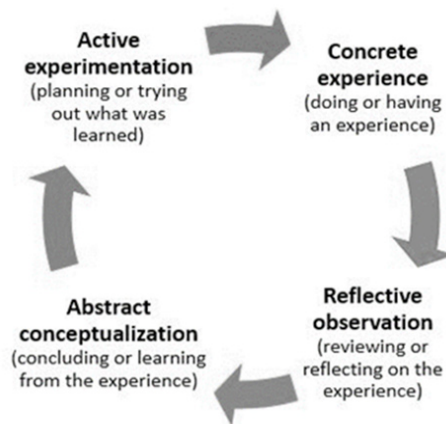 Active
experimentation
(planning or trying
out what was
learned)
Concrete
experience
(doing or having
an experience)
Reflective
observation
(reviewing or
reflecting on the
experience)
Abstract
conceptualization
(concluding or learning
from the experience)